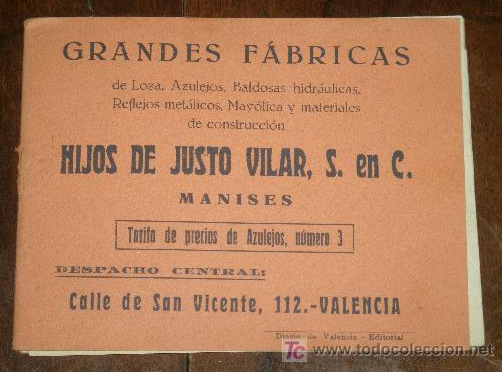 GRANDES FÁBRICAS
de Loza, Azulejos, Baldosas hidráulicas,
Reflejos metálicos, Mayólica y materiales
de construcción
HIJOS DE JUSTO VILAR, S. en C.
MANISES
Tarifa de precios de Azulejos, número 3
DESPACHO CENTRAL:
Calle de San Vicente, 112.-VALENCIA
Diario de Valencia - Editorial
TC www.todocoleccion.net